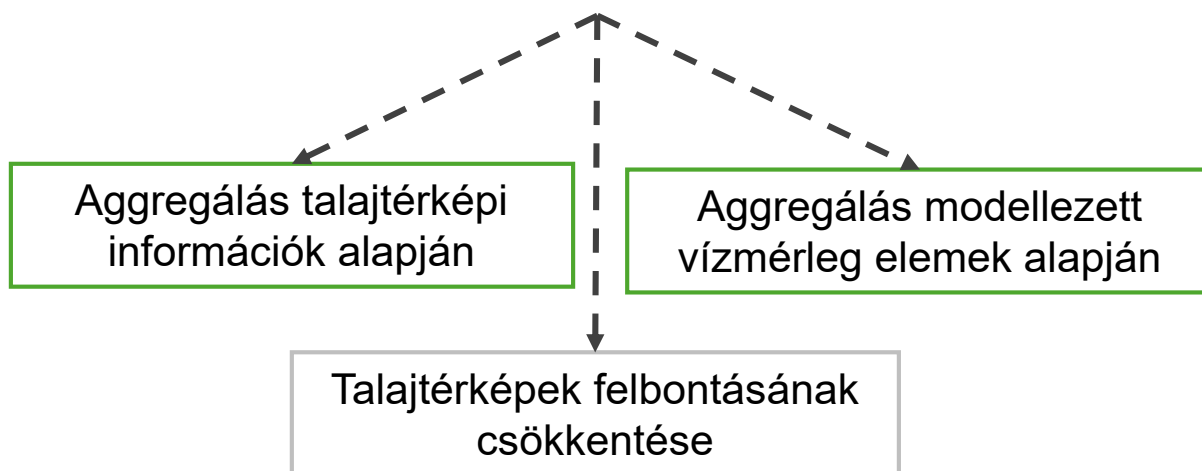 Aggregálás talajtérképi
információk alapján
Aggregálás modellezett
vízmérleg elemek alapján
Talajtérképek felbontásának
csökkentése